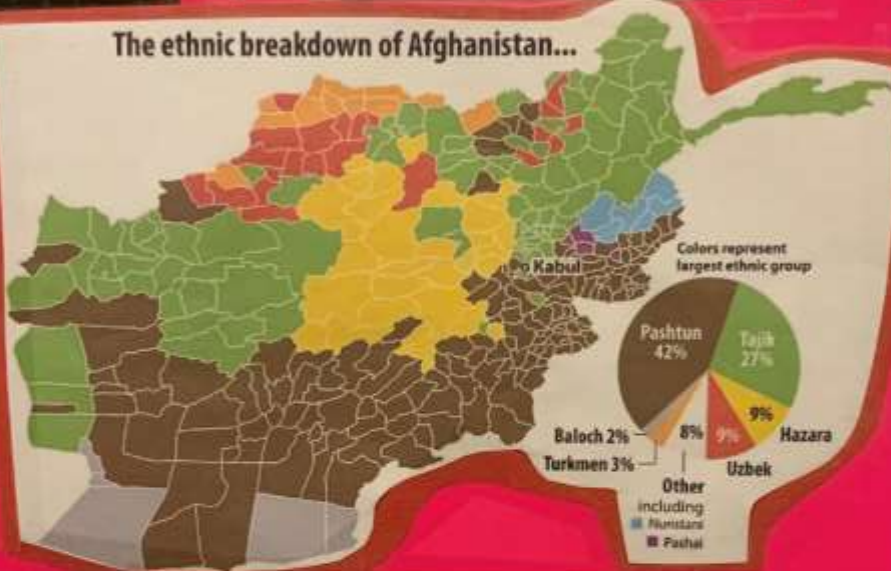 The ethnic breakdown of Afghanistan...
Kabul
Colors represent
largest ethnic group
Pashtun
42%
Tajik
27%
9%
Hazara
9%
Uzbek
8%
Other
including
Nuristani
Pashai
Baloch 2%
Turkmen 3%